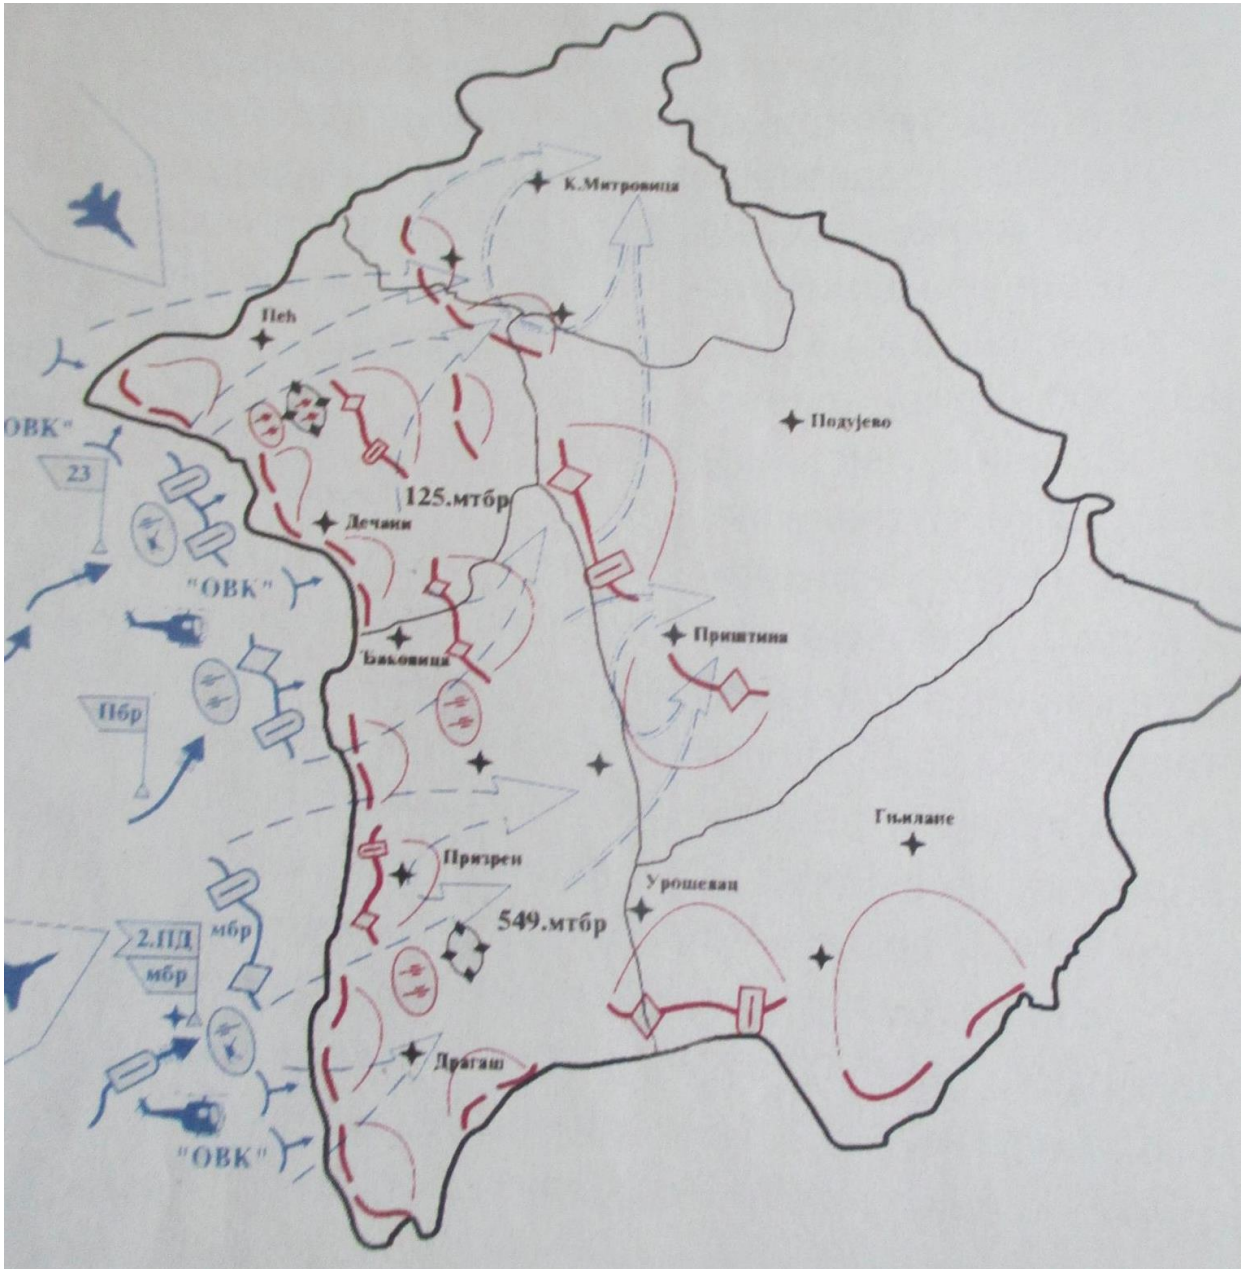 К.Митровица
Пећ
Подујево
ОВК"
23
125.мтбр
Дечани
"ОВК"
Приштина
Ђаковица
Пбр
Гњилане
Призрен
Урошевац
549.мтбр
мбр
2.ПД
мбр
Драгаш
"ОВК"